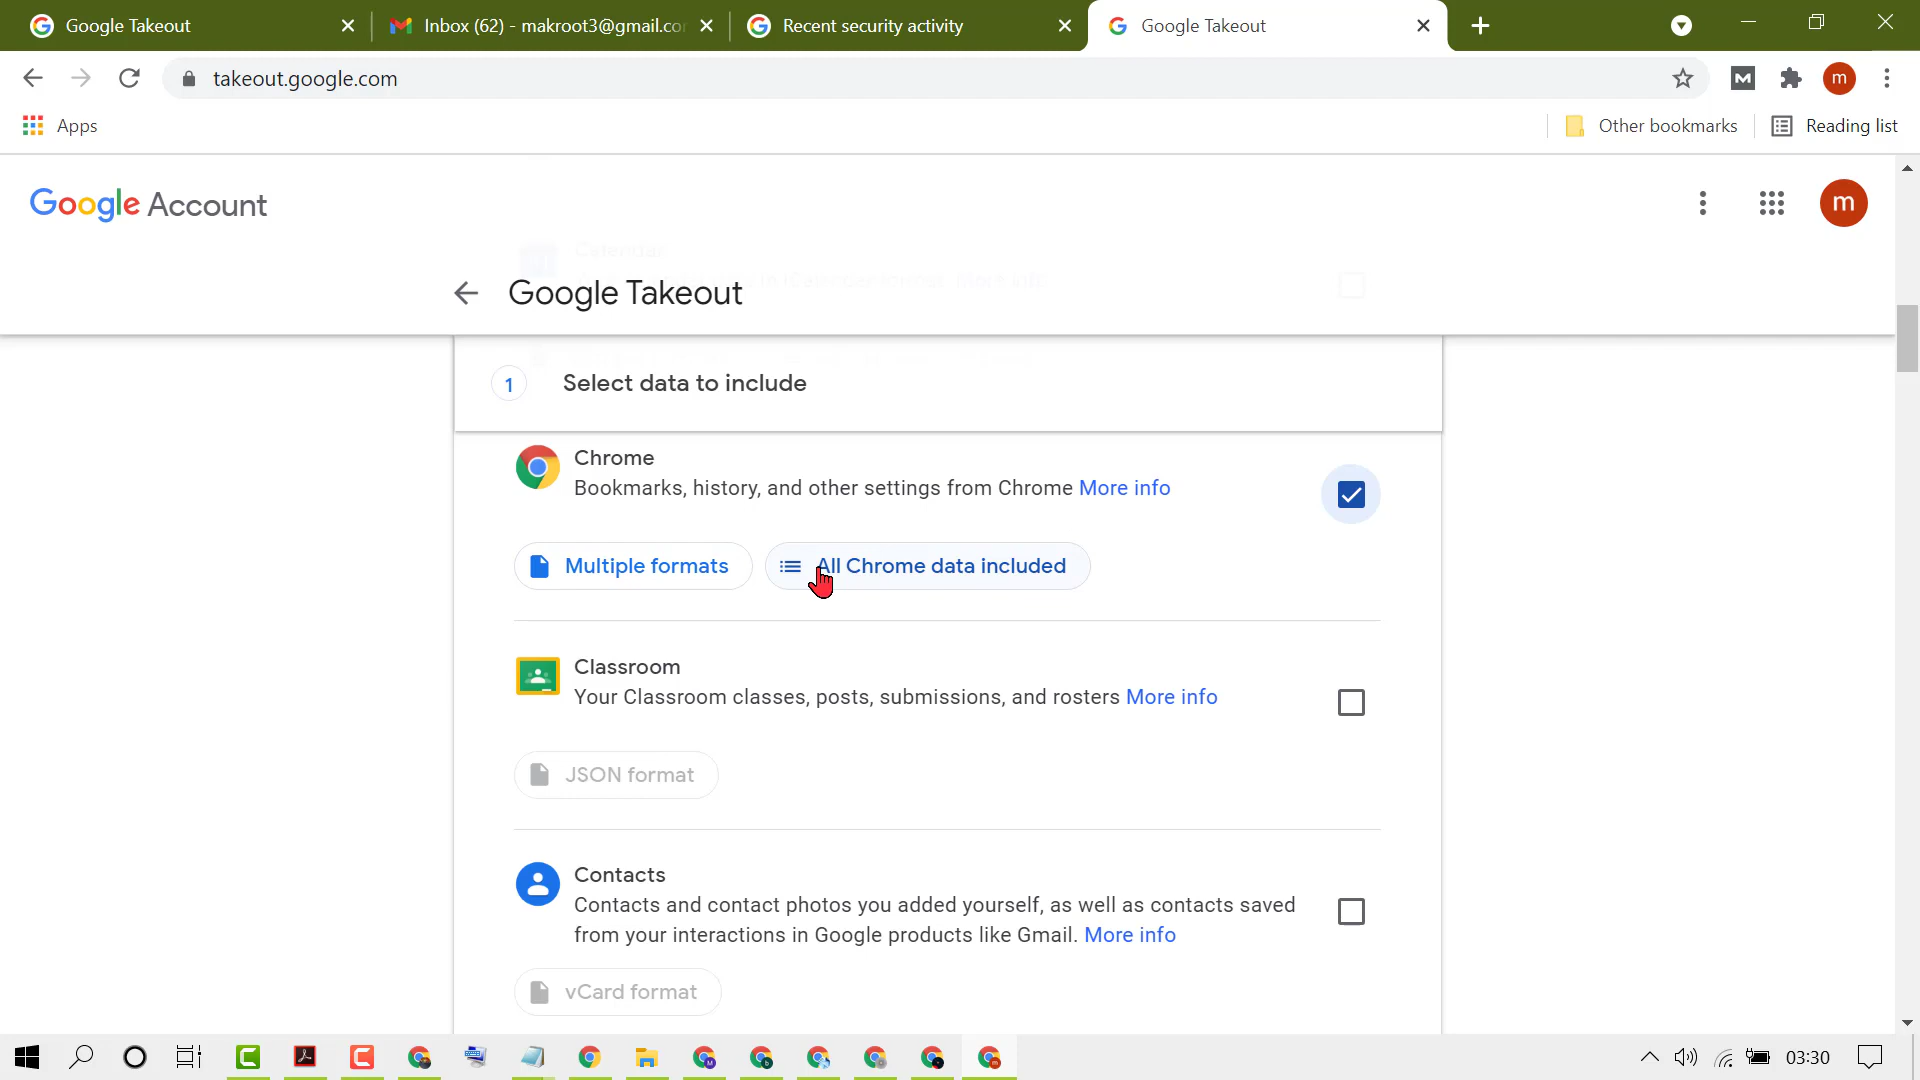 Google Takeout
Inbox (62) - makroot3@gmail.co
Recent security activity
Google Takeout
takeout.google.com
m
Apps
Other bookmarks
Reading list
Google Account
m
Calendar
More info
Google Takeout
1
Select data to include
Chrome
Bookmarks, history, and other settings from Chrome More info
Multiple formats
All Chrome data included
Classroom
Your Classroom classes, posts, submissions, and rosters More info
JSON format
Contacts
Contacts and contact photos you added yourself, as well as contacts saved
from your interactions in Google products like Gmail. More info
vCard format
03:30